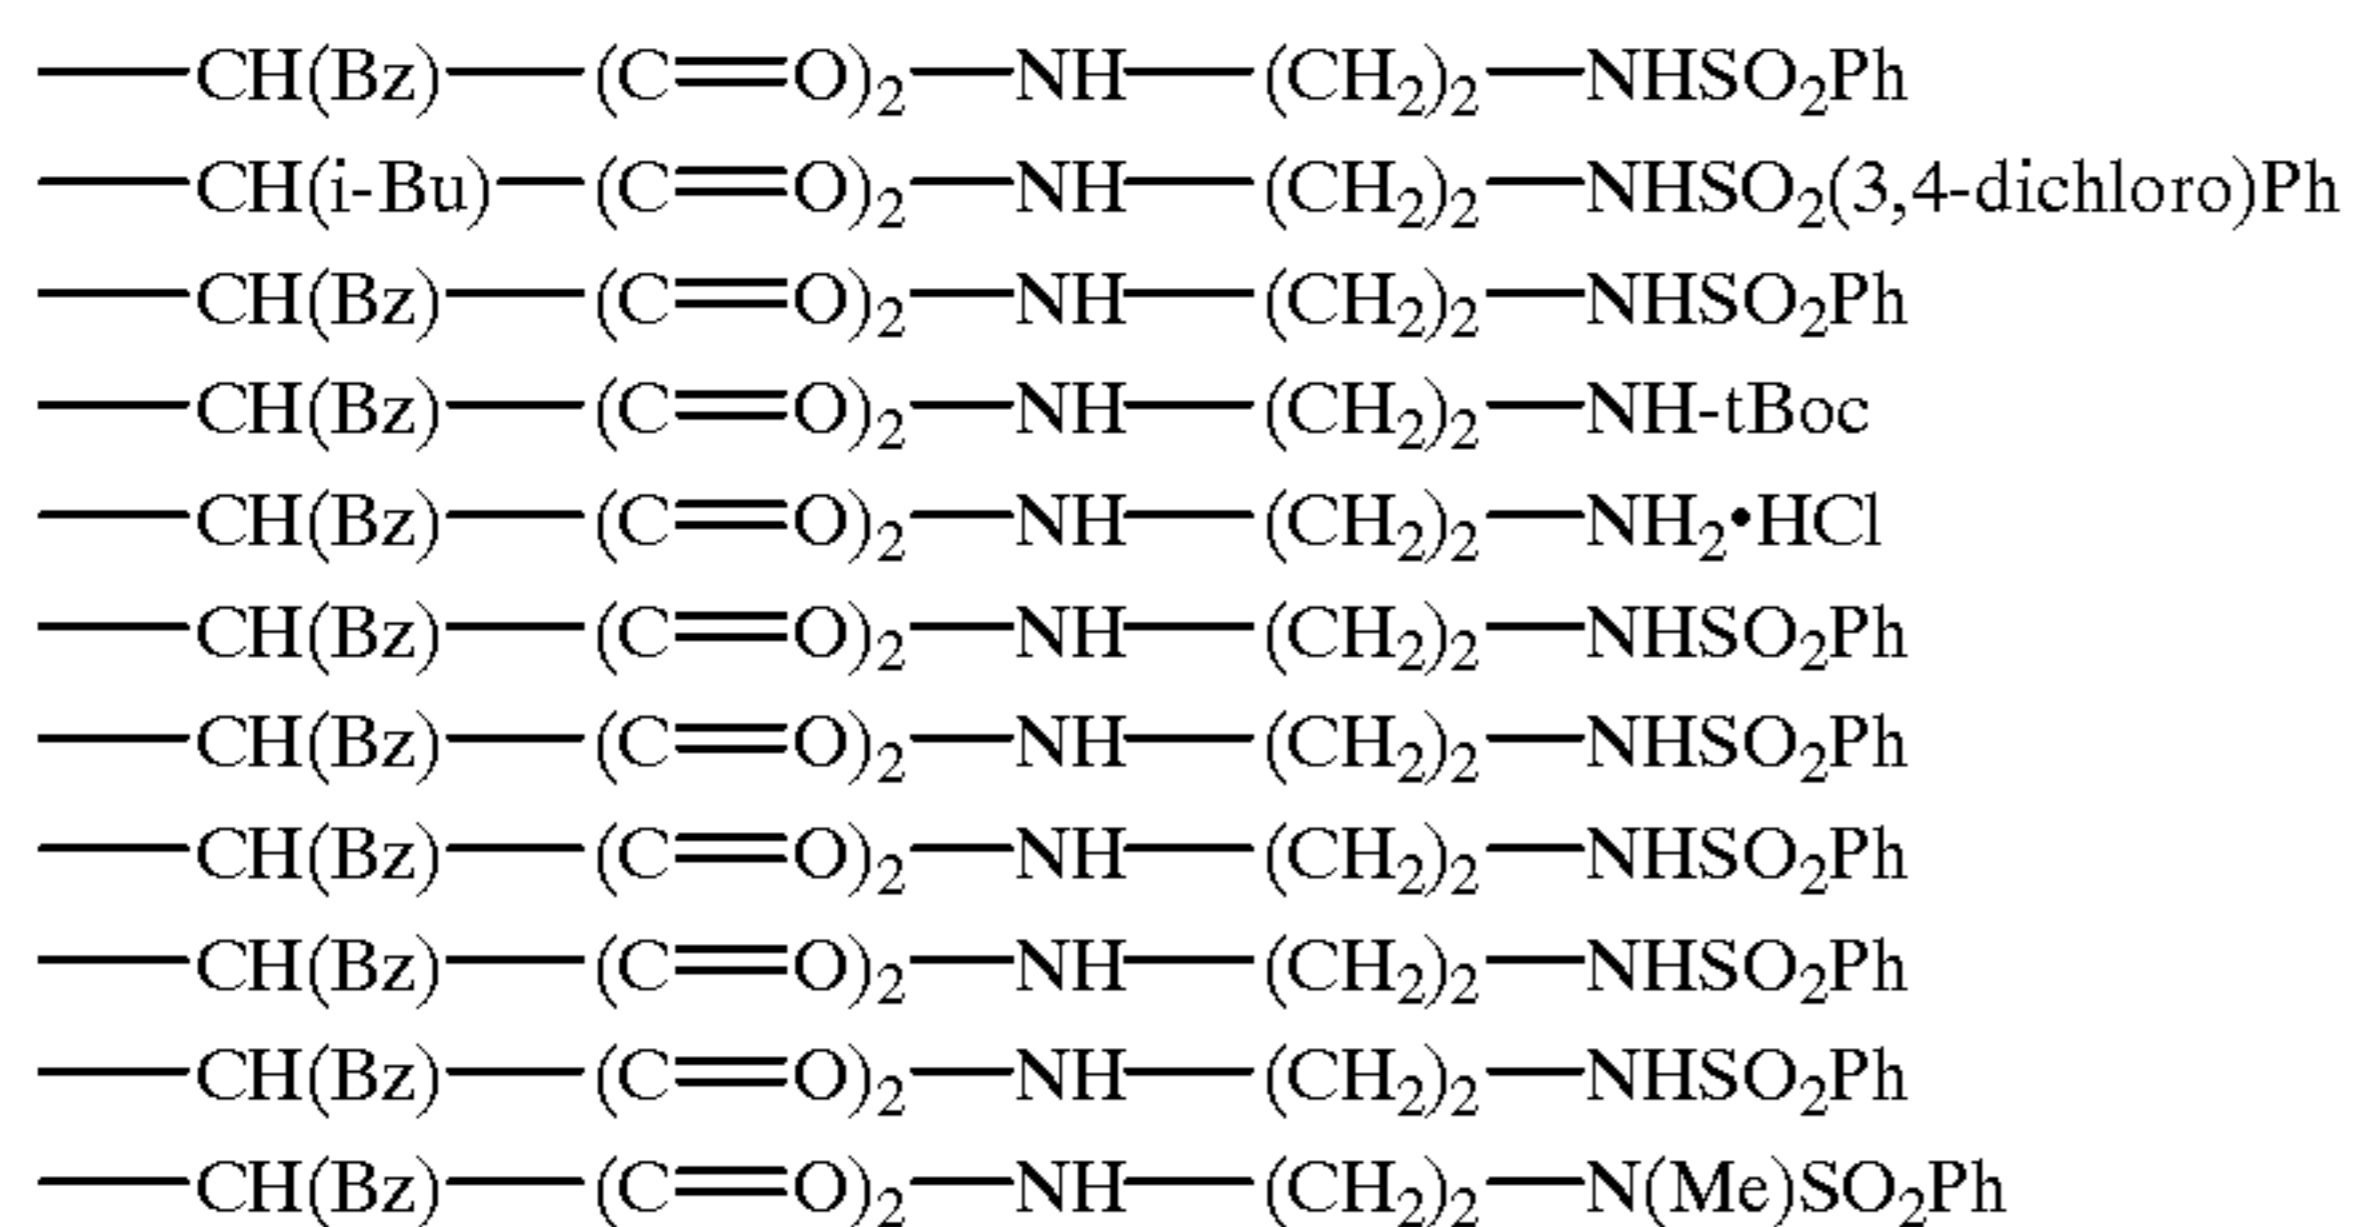 —CH(Bz)—(C=O)₂—NH—(CH₂)₂—NHSO₂Ph
—CH(i-Bu)—(C=O)₂—NH—(CH₂)₂—NHSO₂(3,4-dichloro)Ph
—CH(Bz)—(C=O)₂—NH—(CH₂)₂—NHSO₂Ph
—CH(Bz)—(C=O)₂—NH—(CH₂)₂—NH-tBoc
—CH(Bz)—(C=O)₂—NH—(CH₂)₂—NH₂•HCl
—CH(Bz)—(C=O)₂—NH—(CH₂)₂—NHSO₂Ph
—CH(Bz)—(C=O)₂—NH—(CH₂)₂—NHSO₂Ph
—CH(Bz)—(C=O)₂—NH—(CH₂)₂—NHSO₂Ph
—CH(Bz)—(C=O)₂—NH—(CH₂)₂—NHSO₂Ph
—CH(Bz)—(C=O)₂—NH—(CH₂)₂—NHSO₂Ph
—CH(Bz)—(C=O)₂—NH—(CH₂)₂—N(Me)SO₂Ph